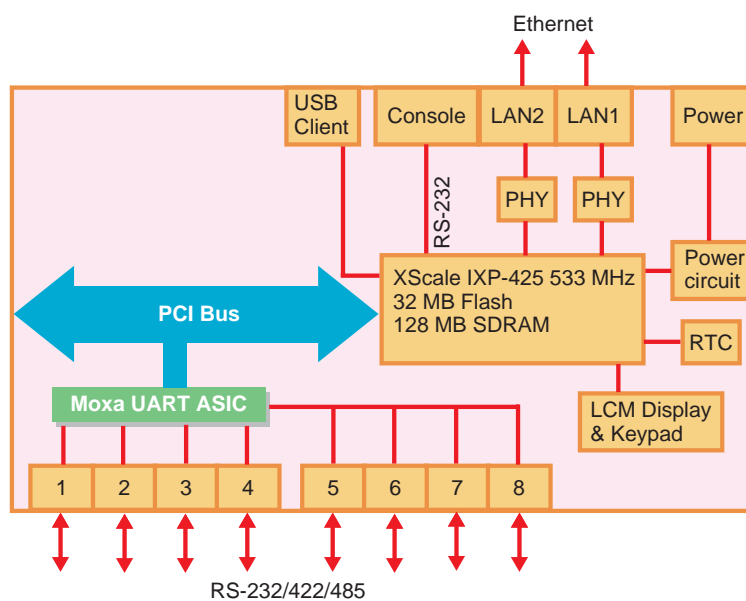 Ethernet
USB
Client
Console
LAN2
LAN1
Power
RS-232
PHY
PHY
XScale IXP-425 533 MHz
32 MB Flash
128 MB SDRAM
Power
circuit
PCI Bus
RTC
Moxa UART ASIC
LCM Display
& Keypad
1
2
3
4
5
6
7
8
RS-232/422/485